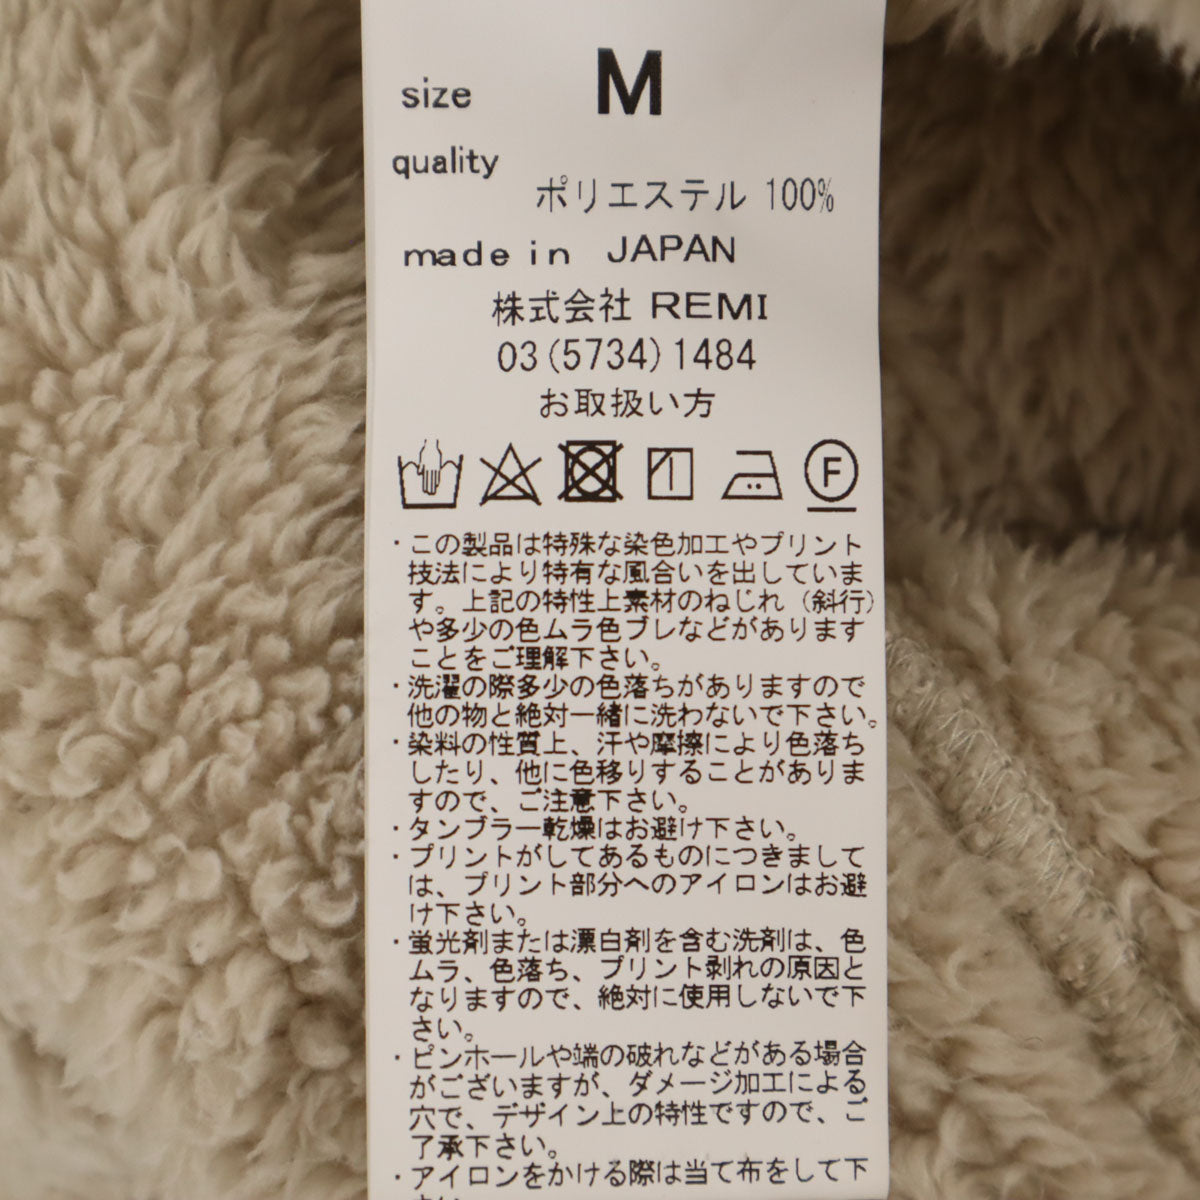 size M
quality
ポリエステル 100%
made in JAPAN
株式会社 REMI
03(5734)1484
お取扱い方
F
・この製品は特殊な染色加工やプリント
技法により特有な風合いを出していま
す。上記の特性上素材のねじれ（斜行）
や多少の色ムラ色ブレなどがあります
ことをご理解下さい。
・洗濯の際多少の色落ちがありますので
他の物と絶対一緒に洗わないで下さい。
・染料の性質上、汗や摩擦により色落ち
したり、他に色移りすることがありま
すので、ご注意下さい。
・タンブラー乾燥はお避け下さい。
・プリントがしてあるものにつきまして
は、プリント部分へのアイロンはお避
け下さい。
・蛍光剤または漂白剤を含む洗剤は、色
ムラ、色落ち、プリント剥れの原因と
なりますので、絶対に使用しないで下
さい。
・ピンホールや端の破れなどがある場合
がございますが、ダメージ加工による
穴で、デザイン上の特性ですので、ご
了承下さい。
・アイロンをかける際は当て布をして下